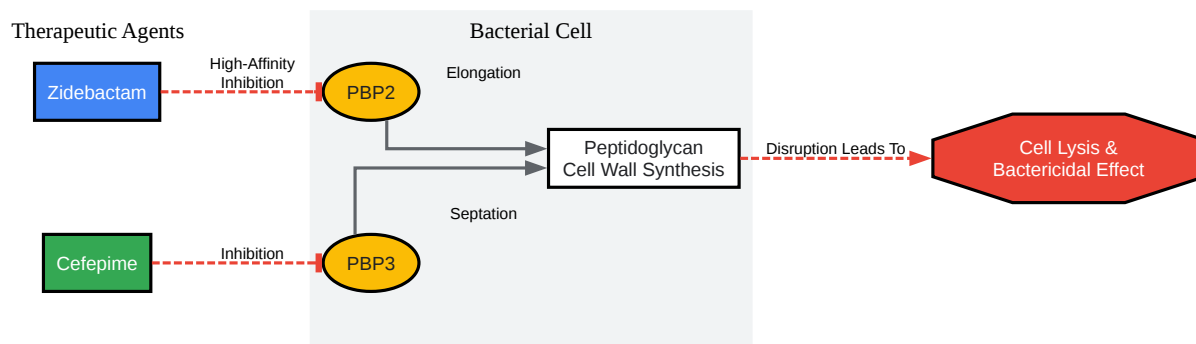 Therapeutic Agents
Bacterial Cell
Zidebactam
High-Affinity
Inhibition
PBP2
Elongation
Peptidoglycan
Cell Wall Synthesis
Disruption Leads To
Cell Lysis &
Bactericidal Effect
Septation
Cefepime
Inhibition
PBP3